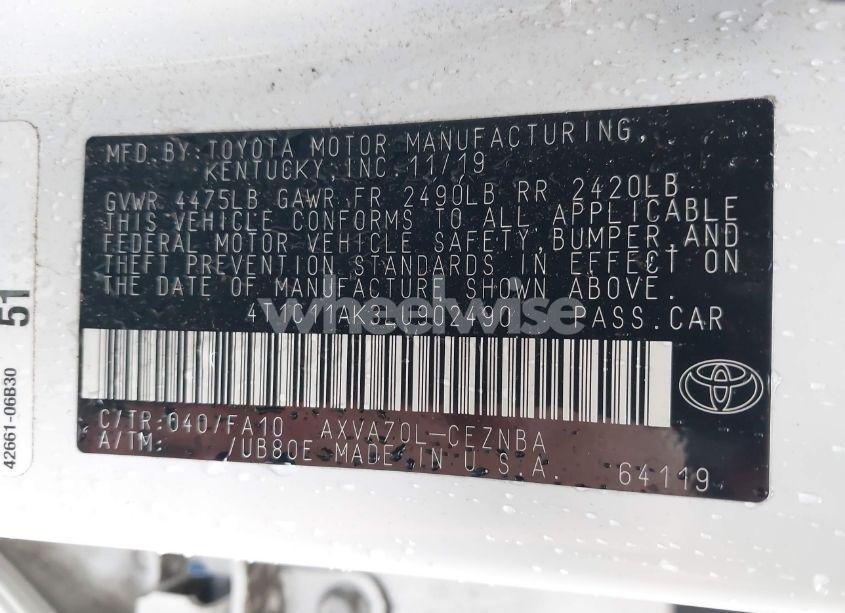 MFD.BY:TOYOTA MOTOR MANUFACTURING,
KENTUCKY,INC.11/19
GVWR 4475LB GAWR FR 2490LB RR 2420LB
THIS VEHICLE CONFORMS TO ALL APPLICABLE
FEDERAL MOTOR VEHICLE SAFETY,BUMPER,AND
THEFT PREVENTION STANDARDS IN EFFECT ON
THE DATE OF MANUFACTURE SHOWN ABOVE.
4T1C11AK3LU902490 PASS.CAR
wheelwise
C/TR:040/FA10 AXVA70L-CEZNBA
A/TM: /UB80E MADE IN U.S.A. 64119
51
42661-06B30